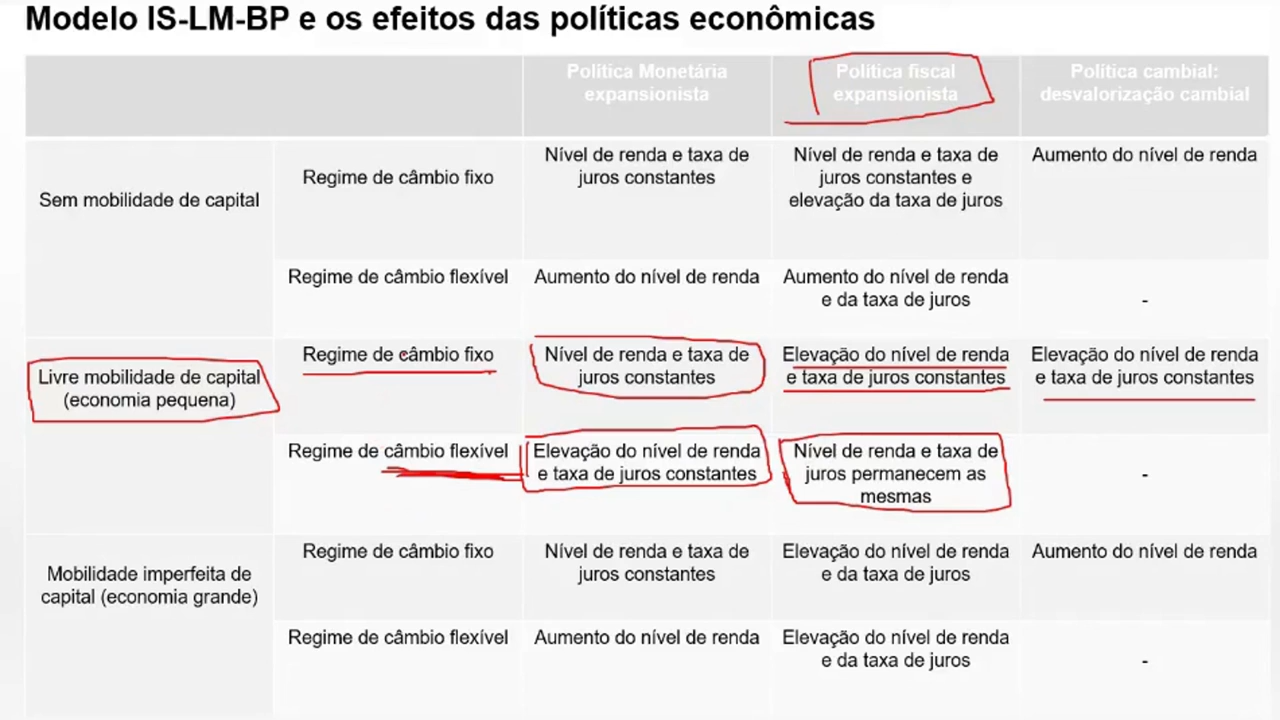 Modelo IS-LM-BP e os efeitos das políticas econômicas
Política Monetária
expansionista
Política fiscal
expansionista
Política cambial:
desvalorização cambial
Sem mobilidade de capital
Regime de câmbio fixo
Nível de renda e taxa de
juros constantes
Nível de renda e taxa de
juros constantes e
elevação da taxa de juros
Aumento do nível de renda
Regime de câmbio flexível
Aumento do nível de renda
Aumento do nível de renda
e da taxa de juros
-
Livre mobilidade de capital
(economia pequena)
Regime de câmbio fixo
Nível de renda e taxa de
juros constantes
Elevação do nível de renda
e taxa de juros constantes
Elevação do nível de renda
e taxa de juros constantes
Regime de câmbio flexível
Elevação do nível de renda
e taxa de juros constantes
Nível de renda e taxa de
juros permanecem as
mesmas
-
Mobilidade imperfeita de
capital (economia grande)
Regime de câmbio fixo
Nível de renda e taxa de
juros constantes
Elevação do nível de renda
e da taxa de juros
Aumento do nível de renda
Regime de câmbio flexível
Aumento do nível de renda
Elevação do nível de renda
e da taxa de juros
-